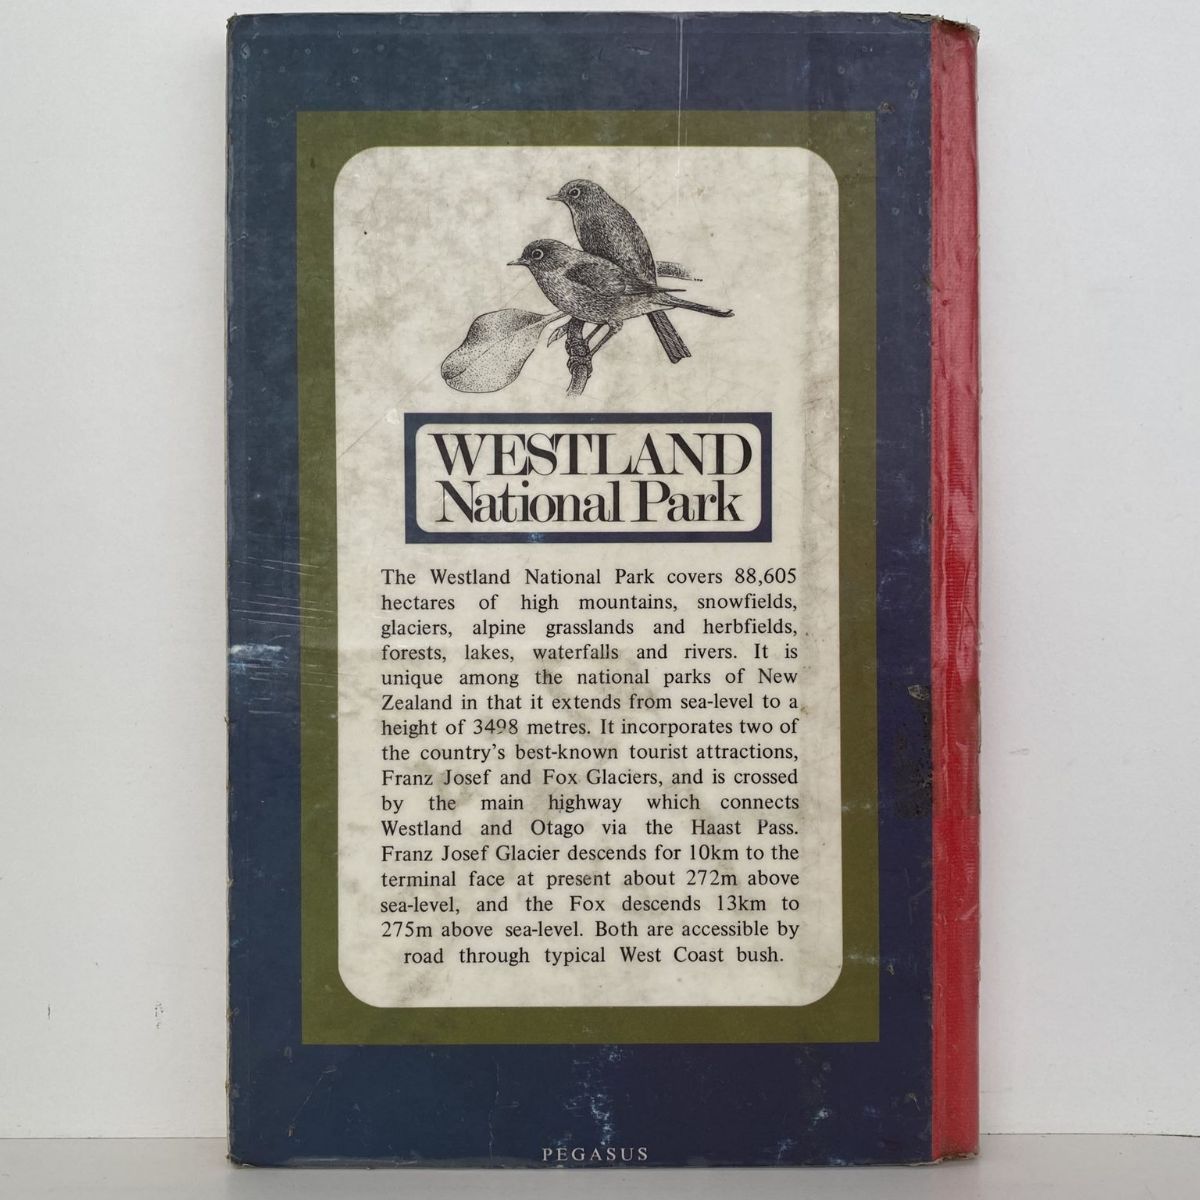 WESTLAND
National Park
The Westland National Park covers 88,605
hectares of high mountains, snowfields,
glaciers, alpine grasslands and herbfields,
forests, lakes, waterfalls and rivers. It is
unique among the national parks of New
Zealand in that it extends from sea-level to a
height of 3498 metres. It incorporates two of
the country's best-known tourist attractions,
Franz Josef and Fox Glaciers, and is crossed
by the main highway which connects
Westland and Otago via the Haast Pass.
Franz Josef Glacier descends for 10km to the
terminal face at present about 272m above
sea-level, and the Fox descends 13km to
275m above sea-level. Both are accessible by
road through typical West Coast bush.
PEGASUS